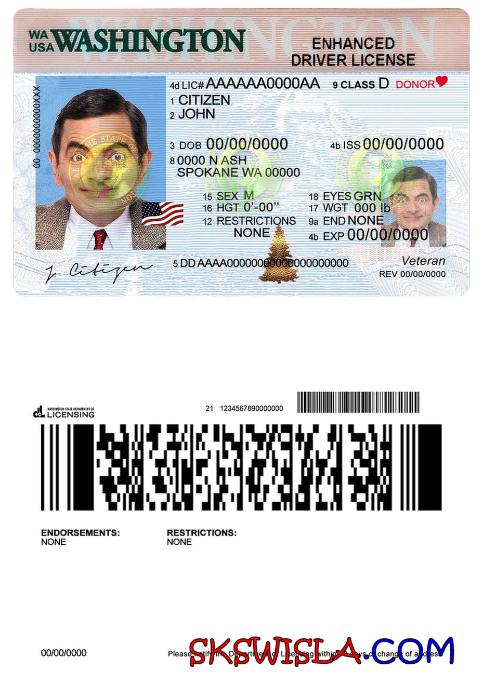 WA USA WASHINGTON
ENHANCED
DRIVER LICENSE
00 0000000000XXX
4d LIC# AAAAAA0000AA 9 CLASS D DONOR
1 CITIZEN
2 JOHN
3 DOB 00/00/0000 4b ISS 00/00/0000
8 0000 N ASH
SPOKANE WA 00000
15 SEX M 18 EYES GRN
16 HGT 0'-00" 17 WGT 000 lb
12 RESTRICTIONS 9a END NONE
NONE 4b EXP 00/00/0000
J. Citizen
5 DD AAAA0000000000000000000000
Veteran
REV 00/00/0000
WASHINGTON STATE DEPARTMENT OF
dL LICENSING
21 1234567890000000
ENDORSEMENTS: RESTRICTIONS:
NONE NONE
00/00/0000 Please notify Department of Licensing within days of change of address
SKSWISLA.COM